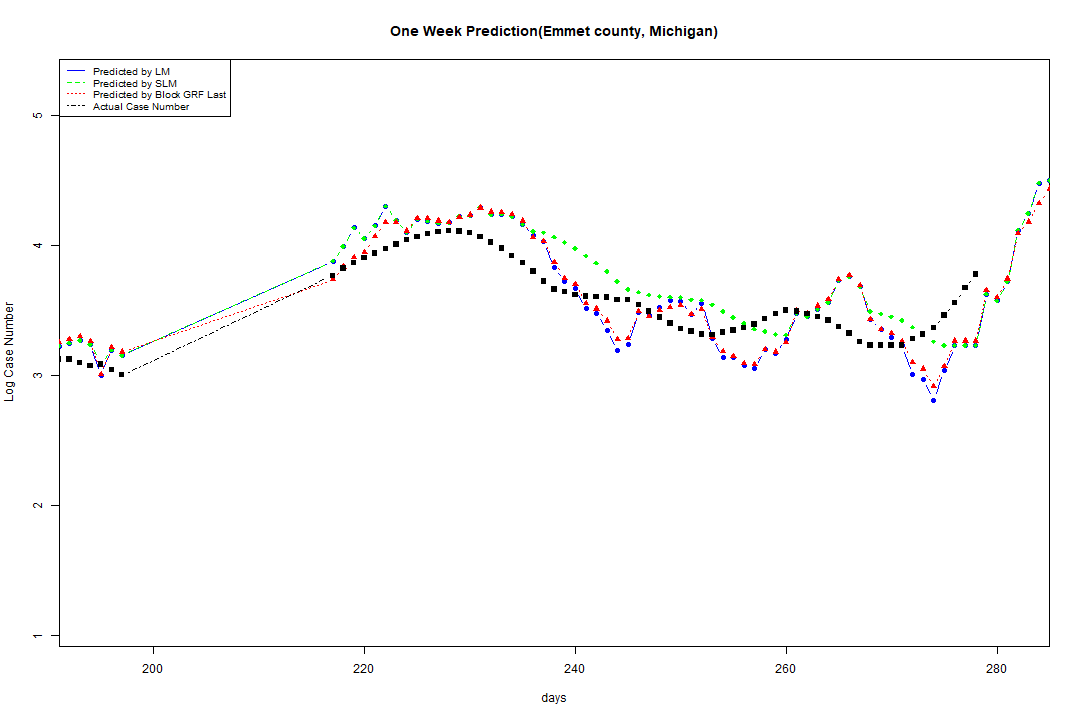 One Week Prediction(Emmet county, Michigan)
Predicted by LM
Predicted by SLM
Predicted by Block GRF Last
Actual Case Number
5
4
3
2
1
Log Case Number
200 220 240 260 280
days